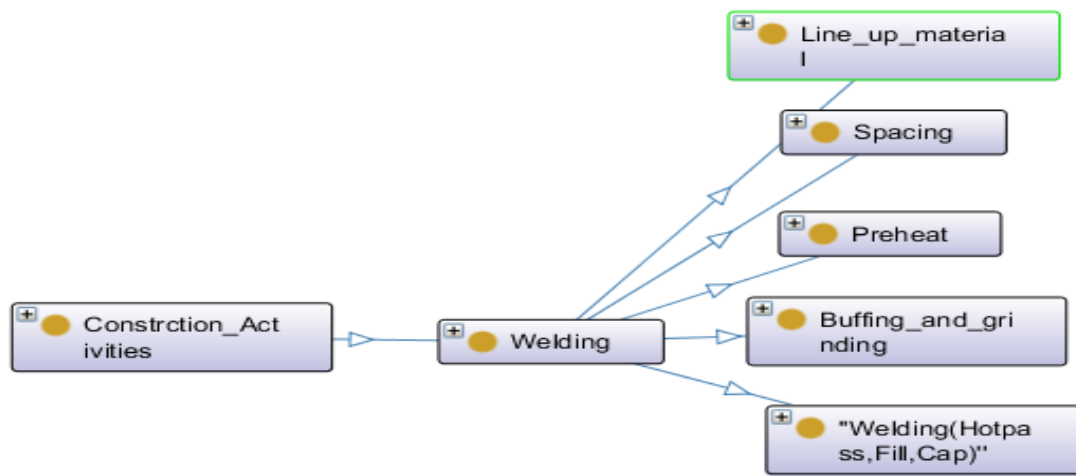 Line_up_materia
l
Spacing
Preheat
Constrction_Act
ivities
Welding
Buffing_and_gri
nding
"Welding(Hotpa
ss,Fill,Cap)"